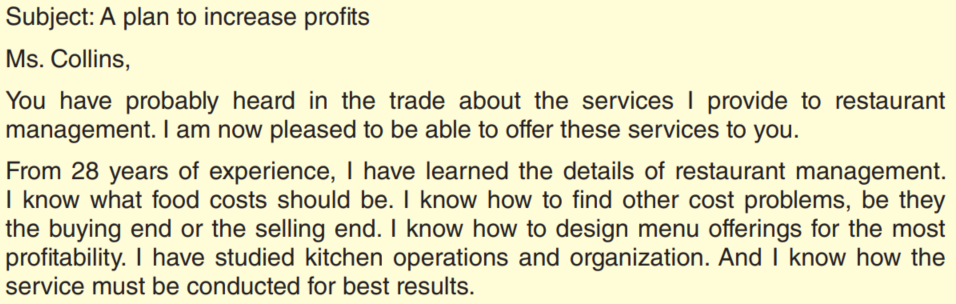 Subject: A plan to increase profits
Ms. Collins,
You have probably heard in the trade about the services I provide to restaurant
management. I am now pleased to be able to offer these services to you.
From 28 years of experience, I have learned the details of restaurant management.
I know what food costs should be. I know how to find other cost problems, be they
the buying end or the selling end. I know how to design menu offerings for the most
profitability. I have studied kitchen operations and organization. And I know how the
service must be conducted for best results.